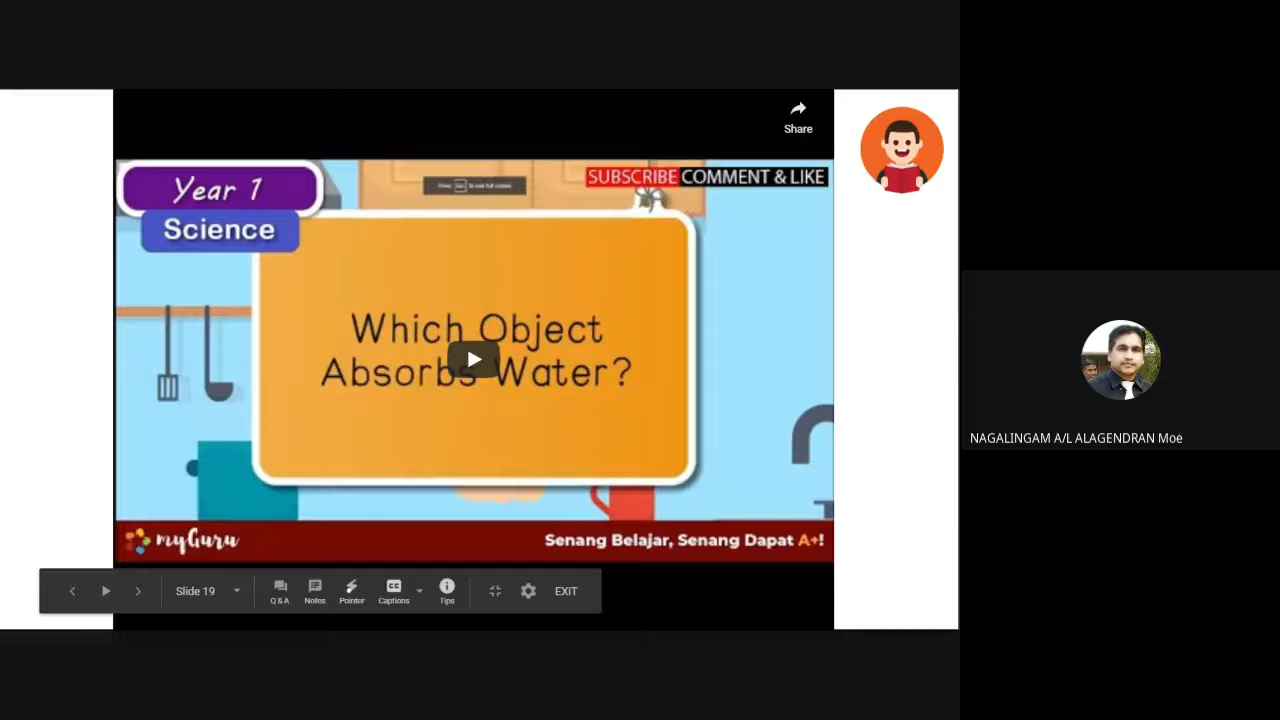 Share
Year 1
Science
SUBSCRIBE COMMENT & LIKE
Which Object
Absorbs Water?
myGuru
Senang Belajar, Senang Dapat A+!
Slide 19
Q & A
Notes
Pointer
CC
Captions
Tips
EXIT
NAGALINGAM A/L ALAGENDRAN Moe